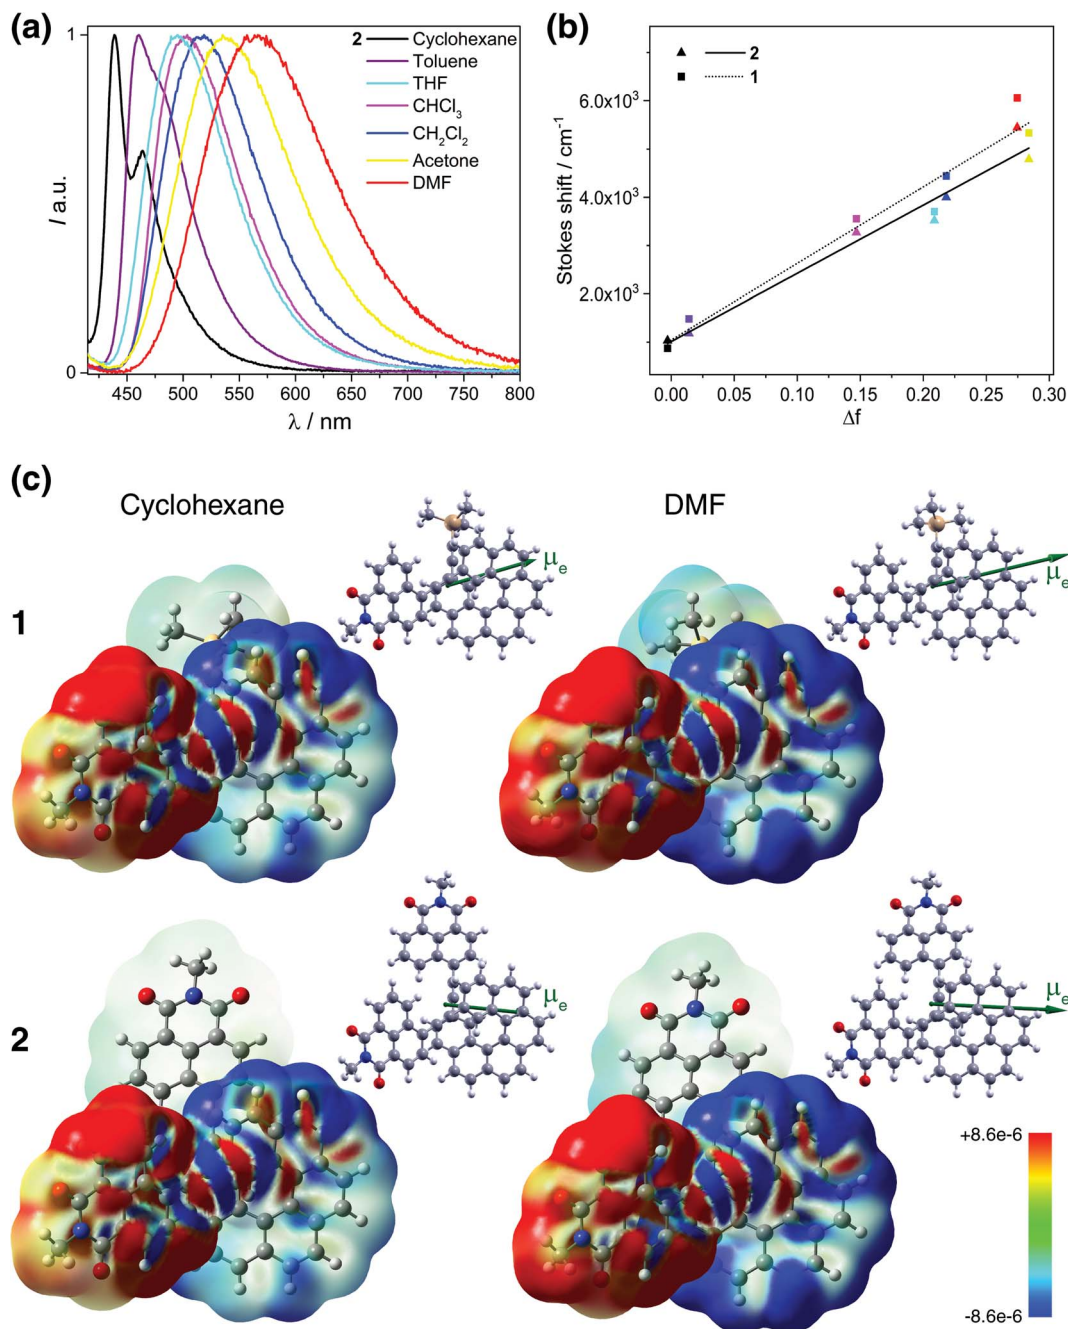 (a)
1
0
I / a.u.
2 Cyclohexane
Toluene
THF
CHCl₃
CH₂Cl₂
Acetone
DMF
450 500 550 600 650 700 750 800
λ / nm
(b)
Stokes shift / cm⁻¹
6.0x10³
4.0x10³
2.0x10³
2
1
0.00 0.05 0.10 0.15 0.20 0.25 0.30
Δf
(c)
Cyclohexane
DMF
1
μₑ
μₑ
2
μₑ
μₑ
+8.6e-6
-8.6e-6